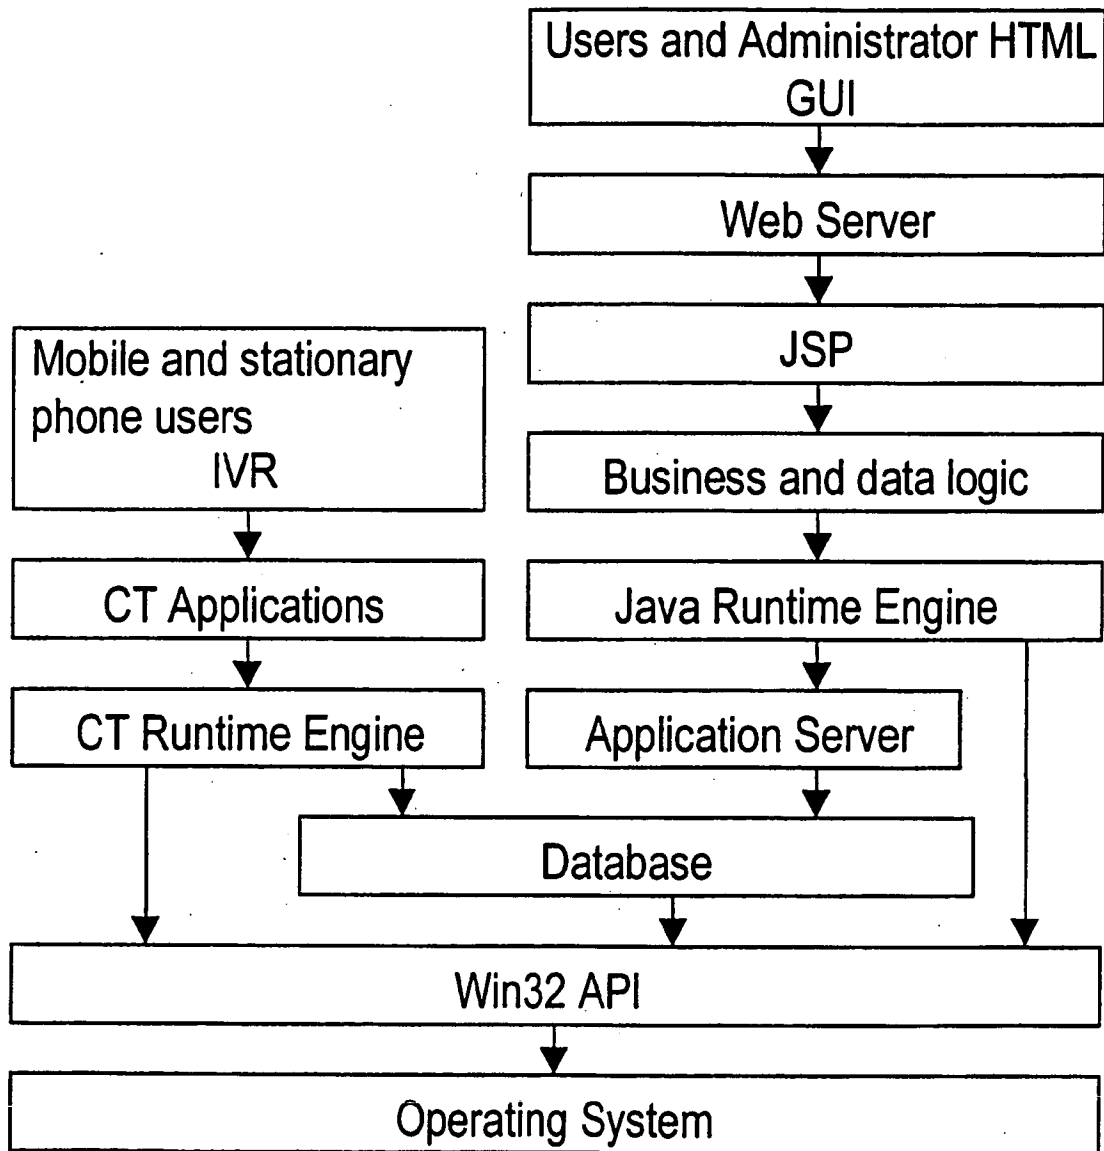 Users and Administrator HTML
GUI
Web Server
JSP
Mobile and stationary
phone users
IVR
Business and data logic
CT Applications
Java Runtime Engine
CT Runtime Engine
Application Server
Database
Win32 API
Operating System